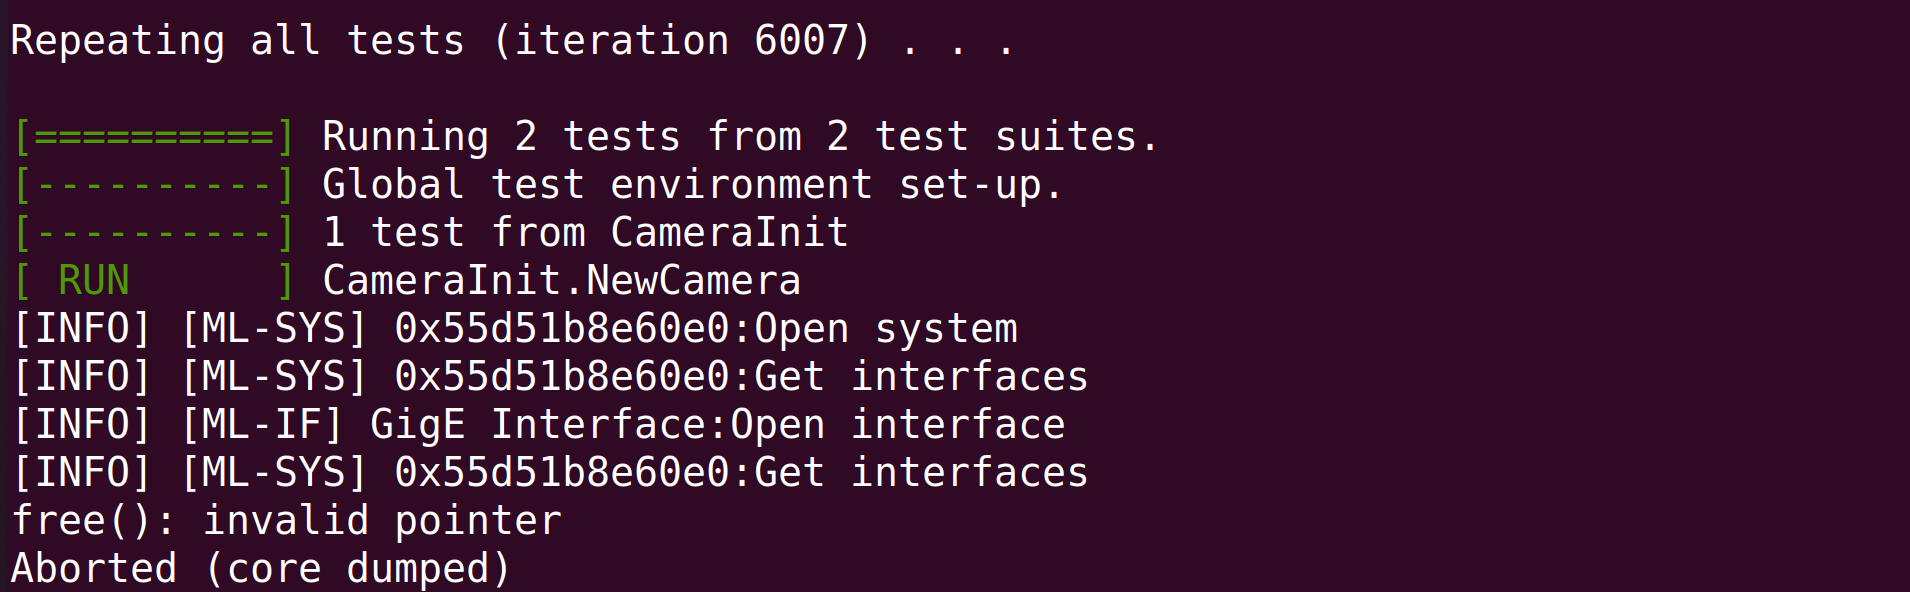 Repeating all tests (iteration 6007) . . .
[==========] Running 2 tests from 2 test suites.
[----------] Global test environment set-up.
[----------] 1 test from CameraInit
[ RUN      ] CameraInit.NewCamera
[INFO] [ML-SYS] 0x55d51b8e60e0:Open system
[INFO] [ML-SYS] 0x55d51b8e60e0:Get interfaces
[INFO] [ML-IF] GigE Interface:Open interface
[INFO] [ML-SYS] 0x55d51b8e60e0:Get interfaces
free(): invalid pointer
Aborted (core dumped)